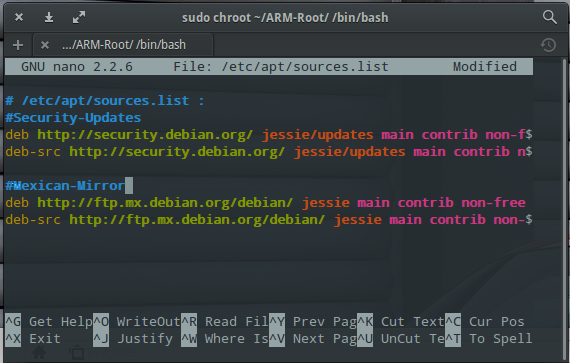 sudo chroot ~/ARM-Root/ /bin/bash
.../ARM-Root/ /bin/bash
GNU nano 2.2.6 File: /etc/apt/sources.list Modified
# /etc/apt/sources.list :
#Security-Updates
deb http://security.debian.org/ jessie/updates main contrib non-f$
deb-src http://security.debian.org/ jessie/updates main contrib n$
#Mexican-Mirror
deb http://ftp.mx.debian.org/debian/ jessie main contrib non-free
deb-src http://ftp.mx.debian.org/debian/ jessie main contrib non-$
^G Get Help^O WriteOut^R Read Fil^Y Prev Pag^K Cut Text^C Cur Pos
^X Exit ^J Justify ^W Where Is^V Next Pag^U UnCut Te^T To Spell